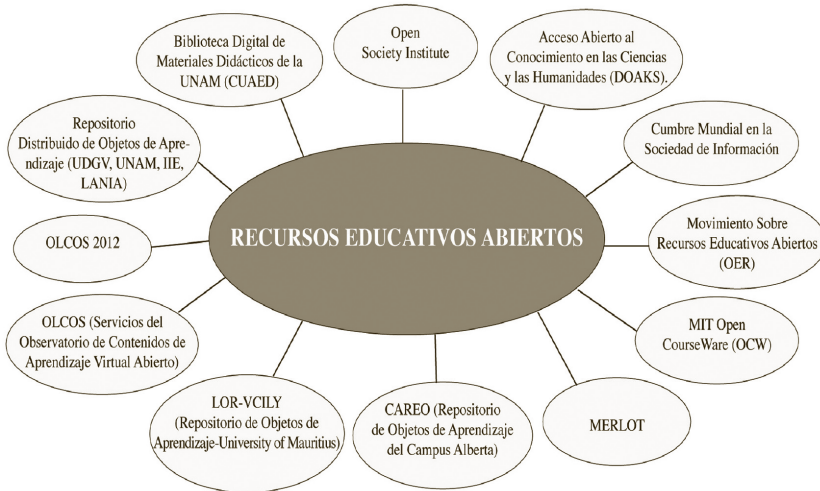 Open
Society Institute
Acceso Abierto al
Conocimiento en las Ciencias
y las Humanidades (DOAKS).
Cumbre Mundial en la
Sociedad de Información
Movimiento Sobre
Recursos Educativos Abiertos
(OER)
MIT Open
CourseWare (OCW)
MERLOT
CAREO (Repositorio
de Objetos de Aprendizaje
del Campus Alberta)
LOR-VCILY
(Repositorio de Objetos de
Aprendizaje-University of Mauritius)
OLCOS (Servicios del
Observatorio de Contenidos de
Aprendizaje Virtual Abierto)
OLCOS 2012
Repositorio
Distribuido de Objetos de Apren-
dizaje (UDGV, UNAM, IIE,
LANIA)
Biblioteca Digital de
Materiales Didácticos de la
UNAM (CUAED)
RECURSOS EDUCATIVOS ABIERTOS